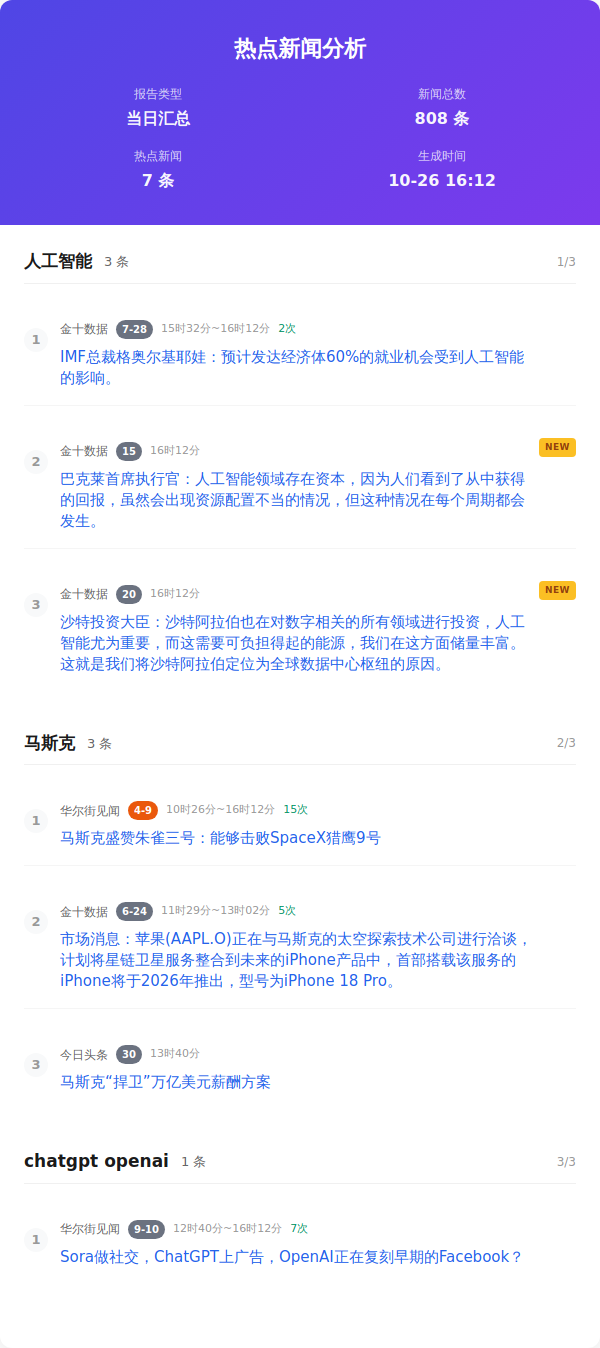 热点新闻分析
报告类型
当日汇总
新闻总数
808 条
热点新闻
7 条
生成时间
10-26 16:12
人工智能 3 条 1/3
1 金十数据 7-28 15时32分~16时12分 2次
IMF总裁格奥尔基耶娃：预计发达经济体60%的就业机会受到人工智能
的影响。
2 金十数据 15 16时12分 NEW
巴克莱首席执行官：人工智能领域存在资本，因为人们看到了从中获得
的回报，虽然会出现资源配置不当的情况，但这种情况在每个周期都会
发生。
3 金十数据 20 16时12分 NEW
沙特投资大臣：沙特阿拉伯也在对数字相关的所有领域进行投资，人工
智能尤为重要，而这需要可负担得起的能源，我们在这方面储量丰富。
这就是我们将沙特阿拉伯定位为全球数据中心枢纽的原因。
马斯克 3 条 2/3
1 华尔街见闻 4-9 10时26分~16时12分 15次
马斯克盛赞朱雀三号：能够击败SpaceX猎鹰9号
2 金十数据 6-24 11时29分~13时02分 5次
市场消息：苹果(AAPL.O)正在与马斯克的太空探索技术公司进行洽谈，
计划将星链卫星服务整合到未来的iPhone产品中，首部搭载该服务的
iPhone将于2026年推出，型号为iPhone 18 Pro。
3 今日头条 30 13时40分
马斯克“捍卫”万亿美元薪酬方案
chatgpt openai 1 条 3/3
1 华尔街见闻 9-10 12时40分~16时12分 7次
Sora做社交，ChatGPT上广告，OpenAI正在复刻早期的Facebook？